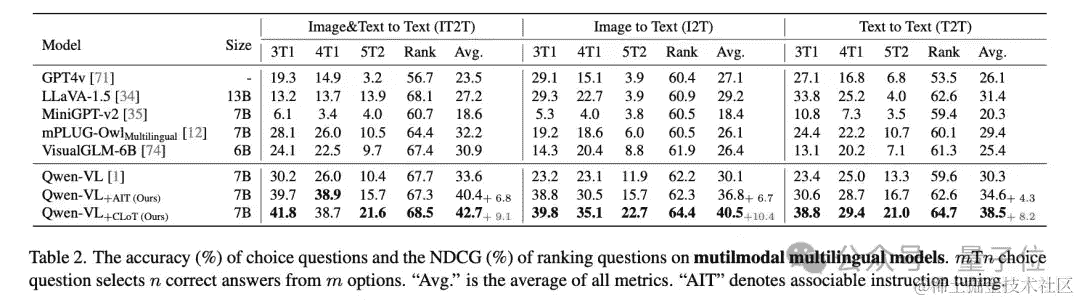 Image&Text to Text (IT2T) Image to Text (I2T) Text to Text (T2T)
Model Size 3T1 4T1 5T2 Rank Avg. 3T1 4T1 5T2 Rank Avg. 3T1 4T1 5T2 Rank Avg.
GPT4v [71] - 19.3 14.9 3.2 56.7 23.5 29.1 15.1 3.9 60.4 27.1 27.1 16.8 6.8 53.5 26.1
LLaVA-1.5 [34] 13B 13.2 13.7 13.9 68.1 27.2 29.3 22.7 3.9 60.9 29.2 33.8 25.2 4.0 62.6 31.4
MiniGPT-v2 [35] 7B 6.1 3.4 4.0 60.7 18.6 5.3 4.0 3.8 60.5 18.4 10.8 7.3 3.5 59.4 20.3
mPLUG-OwlMultilingual [12] 7B 28.1 26.0 10.5 64.4 32.2 19.2 18.6 6.0 60.5 26.1 24.4 22.2 10.7 60.1 29.4
VisualGLM-6B [74] 6B 24.1 22.5 9.7 67.4 30.9 14.3 20.4 8.8 61.9 26.4 13.1 20.2 7.1 61.3 25.4
Qwen-VL [1] 7B 30.2 26.0 10.4 67.7 33.6 23.2 23.1 11.9 62.2 30.1 23.4 25.0 13.3 59.6 30.3
Qwen-VL+AIT (Ours) 7B 39.7 38.9 15.7 67.3 40.4+ 6.8 38.8 30.5 15.7 62.3 36.8+ 6.7 30.6 28.7 16.7 62.6 34.6+ 4.3
Qwen-VL+CLoT (Ours) 7B 41.8 38.7 21.6 68.5 42.7+ 9.1 39.8 35.1 22.7 64.4 40.5+10.4 38.8 29.4 21.0 64.7 38.5+ 8.2
Table 2. The accuracy (%) of choice questions and the NDCG (%) of ranking questions on mutilmodal multilingual models. mTn choice
question selects n correct answers from m options. “Avg.” is the average of all metrics. “AIT” denotes associable instruction tuning.
公众号 · 量子位
@稀土掘金技术社区